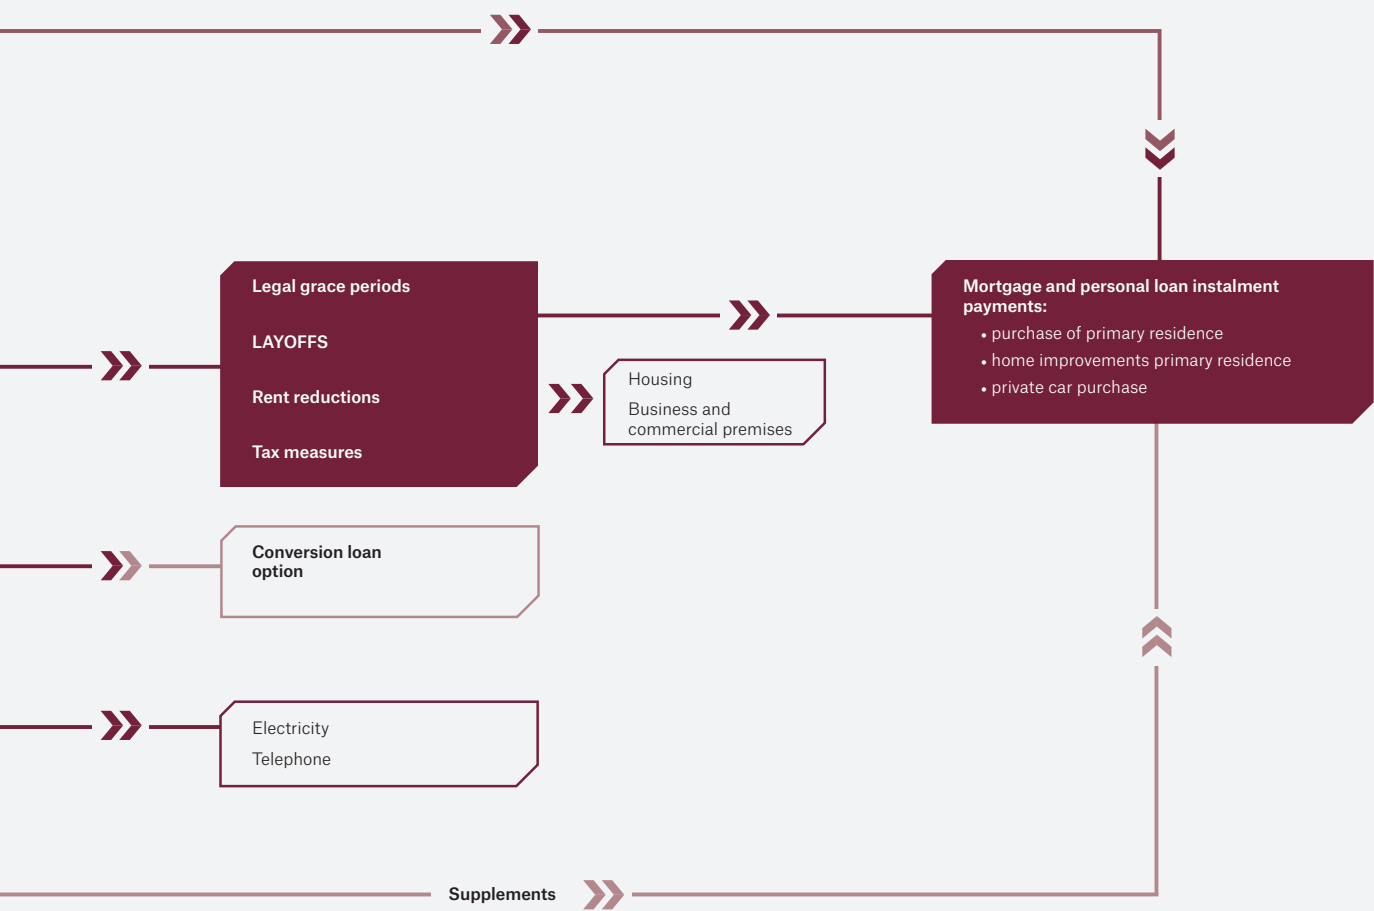 Legal grace periods
LAYOFFS
Rent reductions
Tax measures
Housing
Business and
commercial premises
Mortgage and personal loan instalment
payments:
• purchase of primary residence
• home improvements primary residence
• private car purchase
Conversion loan
option
Electricity
Telephone
Supplements